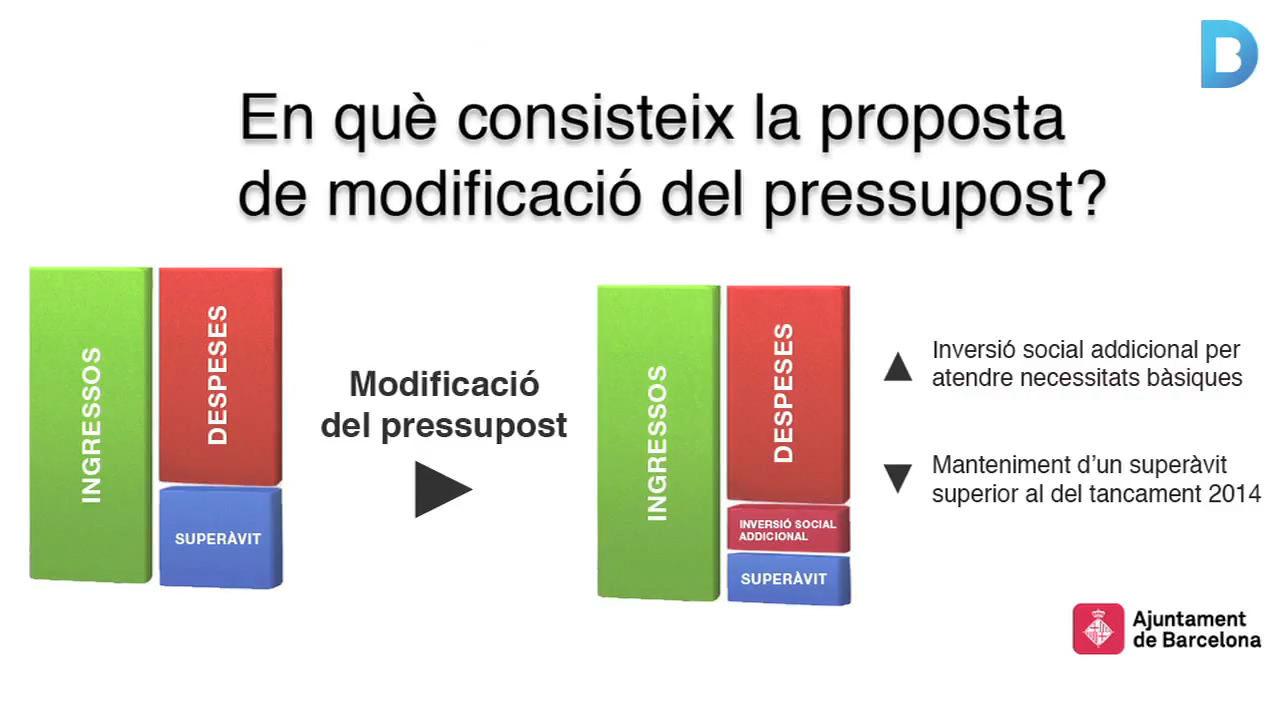 En què consisteix la proposta
de modificació del pressupost?
INGRESSOS
DESPESES
SUPERÀVIT
Modificació
del pressupost
INGRESSOS
DESPESES
INVERSIÓ SOCIAL
ADDICIONAL
SUPERÀVIT
Inversió social addicional per
atendre necessitats bàsiques
Manteniment d'un superàvit
superior al del tancament 2014
B
Ajuntament
de Barcelona